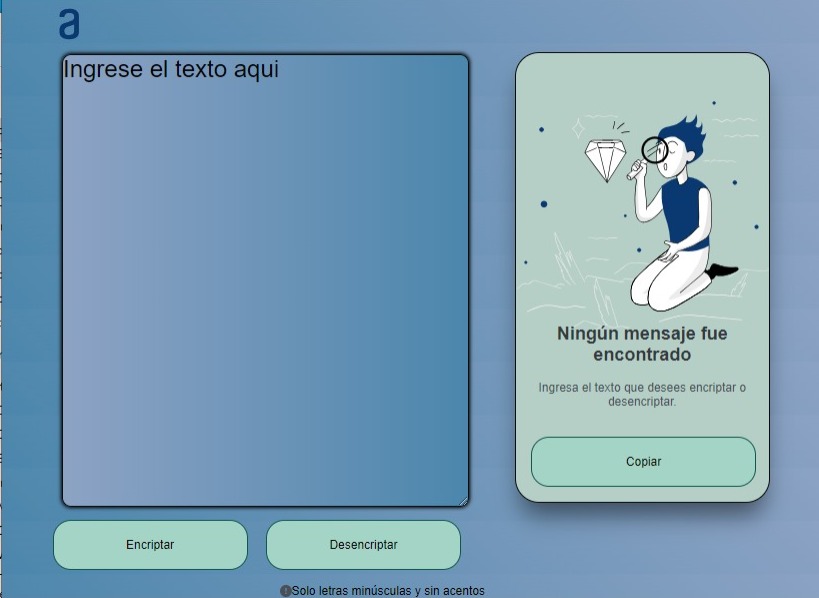 a
Ingrese el texto aqui
Ningún mensaje fue
encontrado
Ingresa el texto que desees encriptar o
desencriptar.
Copiar
Encriptar
Desencriptar
Solo letras minúsculas y sin acentos